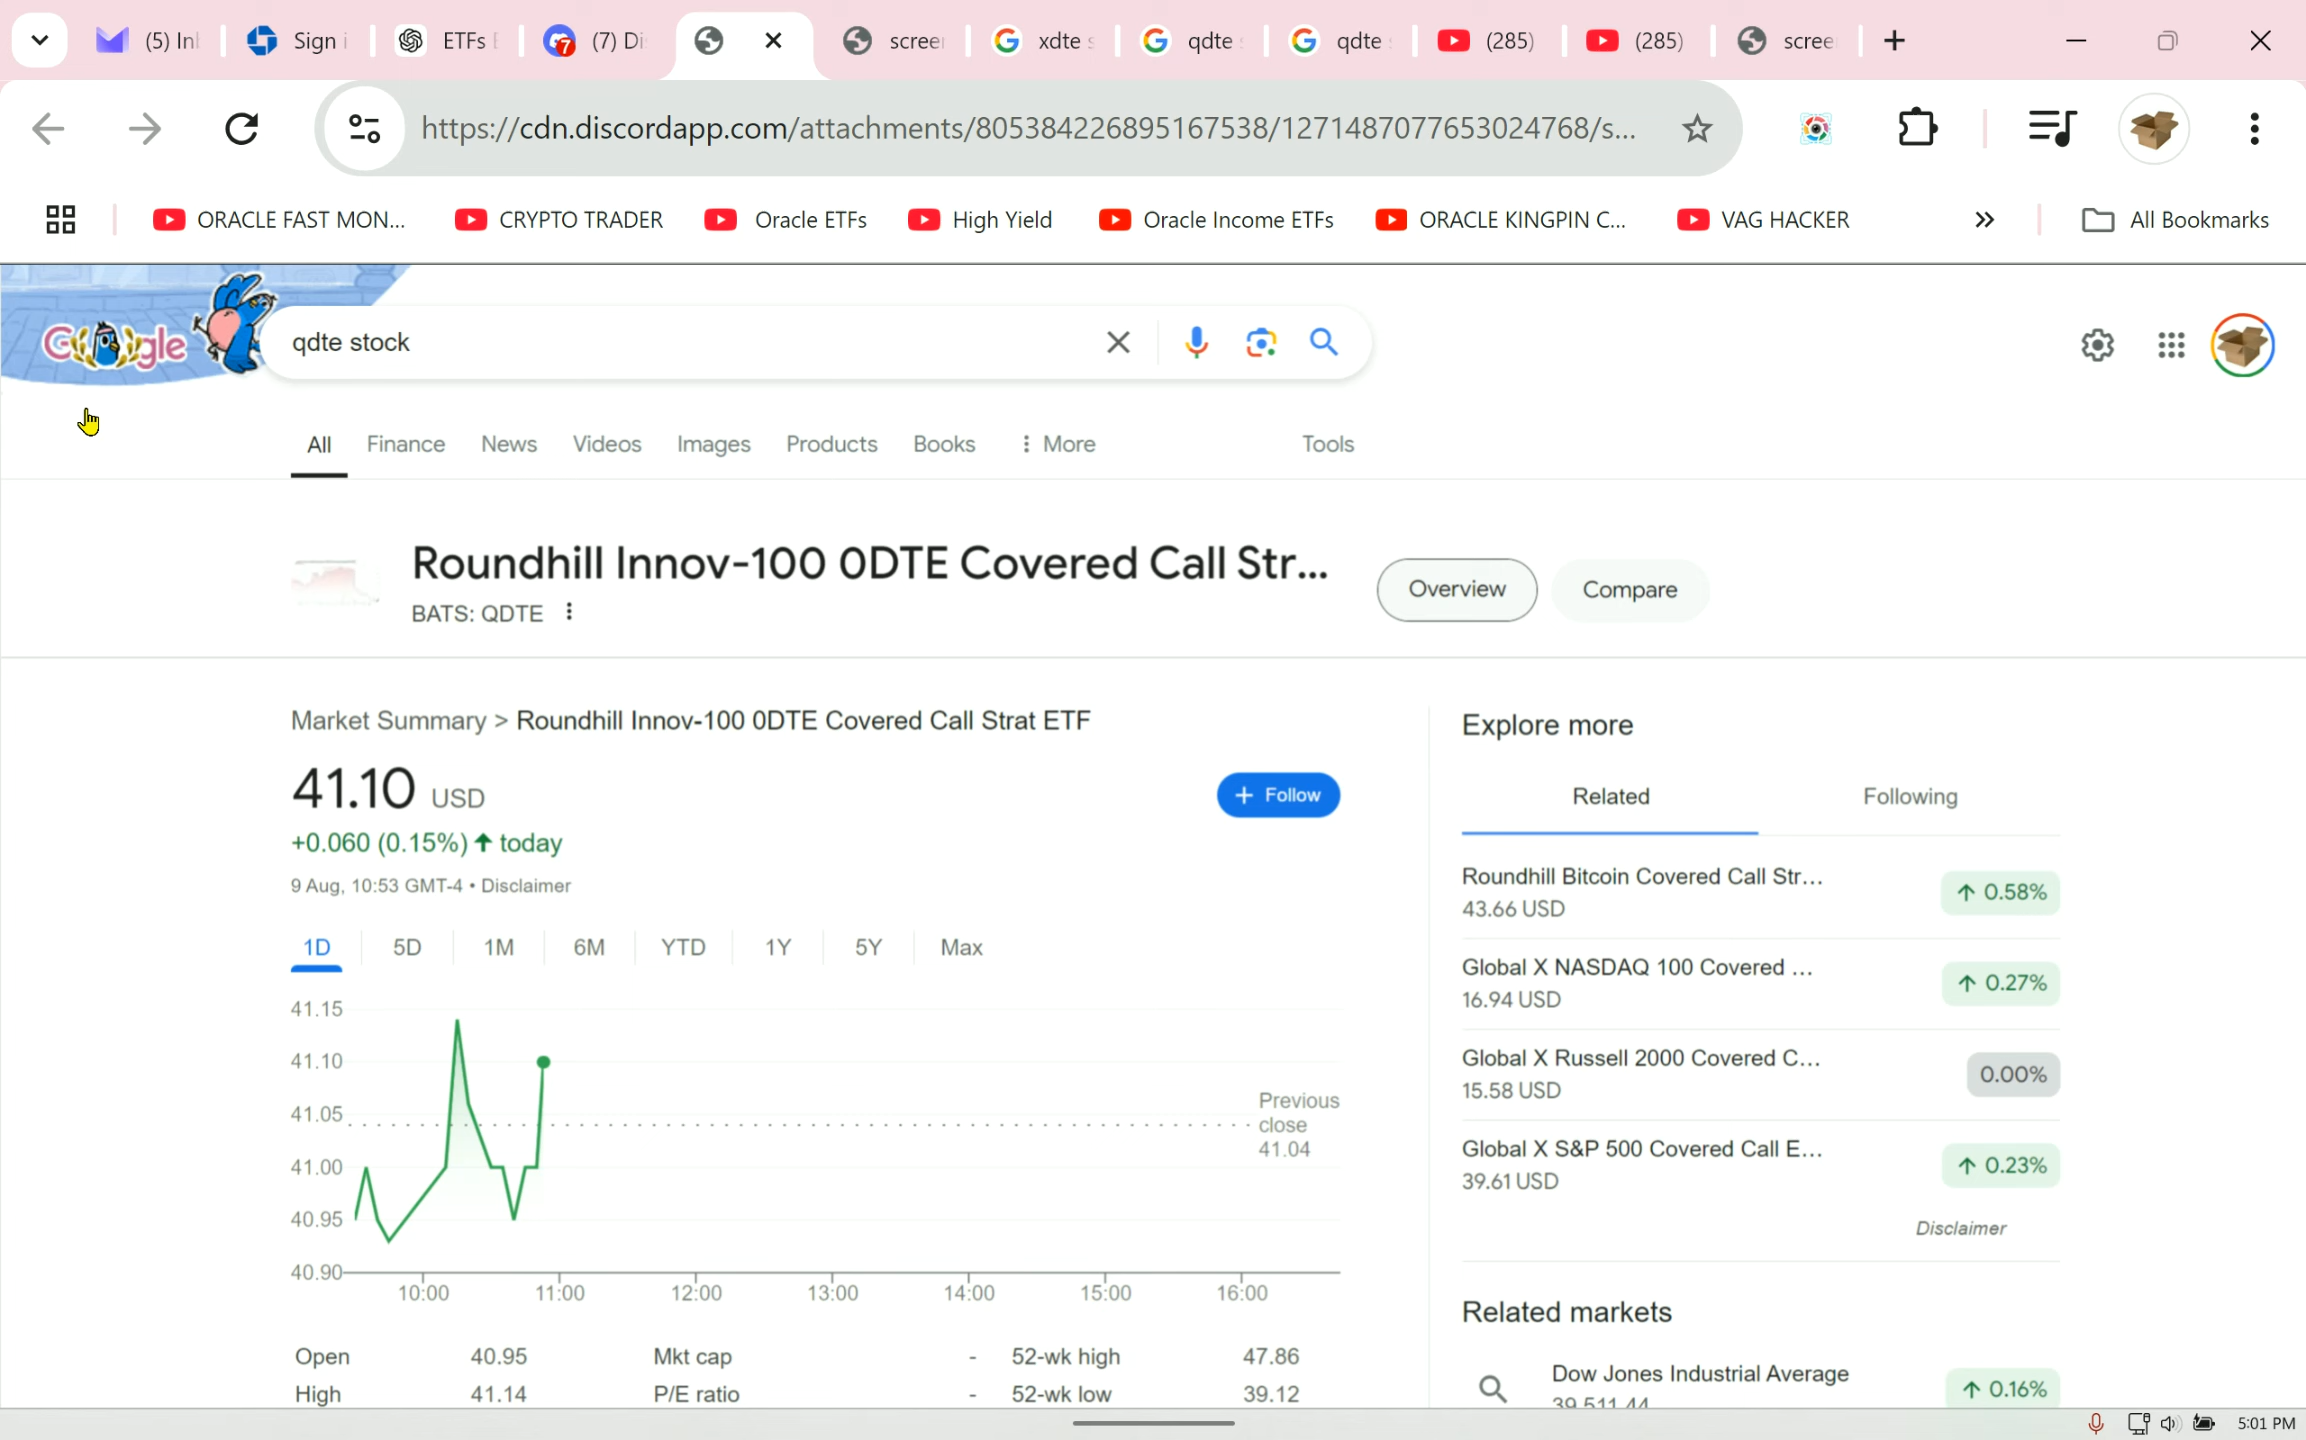 (5) In
Sign i
ETFs
(7) Di
screen
xdte s
qdte
qdte
(285)
(285)
scree
https://cdn.discordapp.com/attachments/805384226895167538/1271487077653024768/s...
ORACLE FAST MON...
CRYPTO TRADER
Oracle ETFs
High Yield
Oracle Income ETFs
ORACLE KINGPIN C...
VAG HACKER
All Bookmarks
Google
qdte stock
All Finance News Videos Images Products Books More Tools
Roundhill Innov-100 0DTE Covered Call Str...
BATS: QDTE
Overview
Compare
Market Summary > Roundhill Innov-100 0DTE Covered Call Strat ETF
41.10 USD
+ Follow
+0.060 (0.15%) ↑ today
9 Aug, 10:53 GMT-4 • Disclaimer
1D 5D 1M 6M YTD 1Y 5Y Max
41.15
41.10
41.05
41.00
40.95
40.90
Previous
close
41.04
10:00 11:00 12:00 13:00 14:00 15:00 16:00
Open 40.95 Mkt cap - 52-wk high 47.86
High 41.14 P/E ratio - 52-wk low 39.12
Explore more
Related Following
Roundhill Bitcoin Covered Call Str...
43.66 USD
↑ 0.58%
Global X NASDAQ 100 Covered ...
16.94 USD
↑ 0.27%
Global X Russell 2000 Covered C...
15.58 USD
0.00%
Global X S&P 500 Covered Call E...
39.61 USD
↑ 0.23%
Disclaimer
Related markets
Dow Jones Industrial Average
39,511.44
↑ 0.16%
5:01 PM